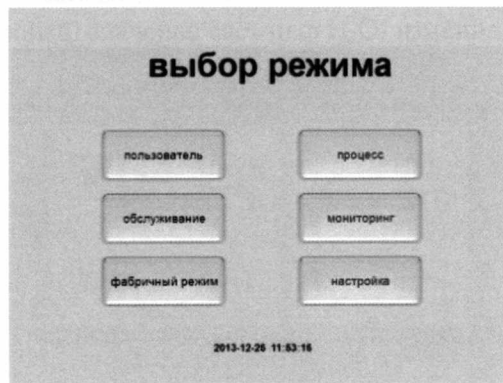 выбор режима
пользователь
процесс
обслуживание
мониторинг
фабричный режим
настройка
2013-12-26 11:53:16